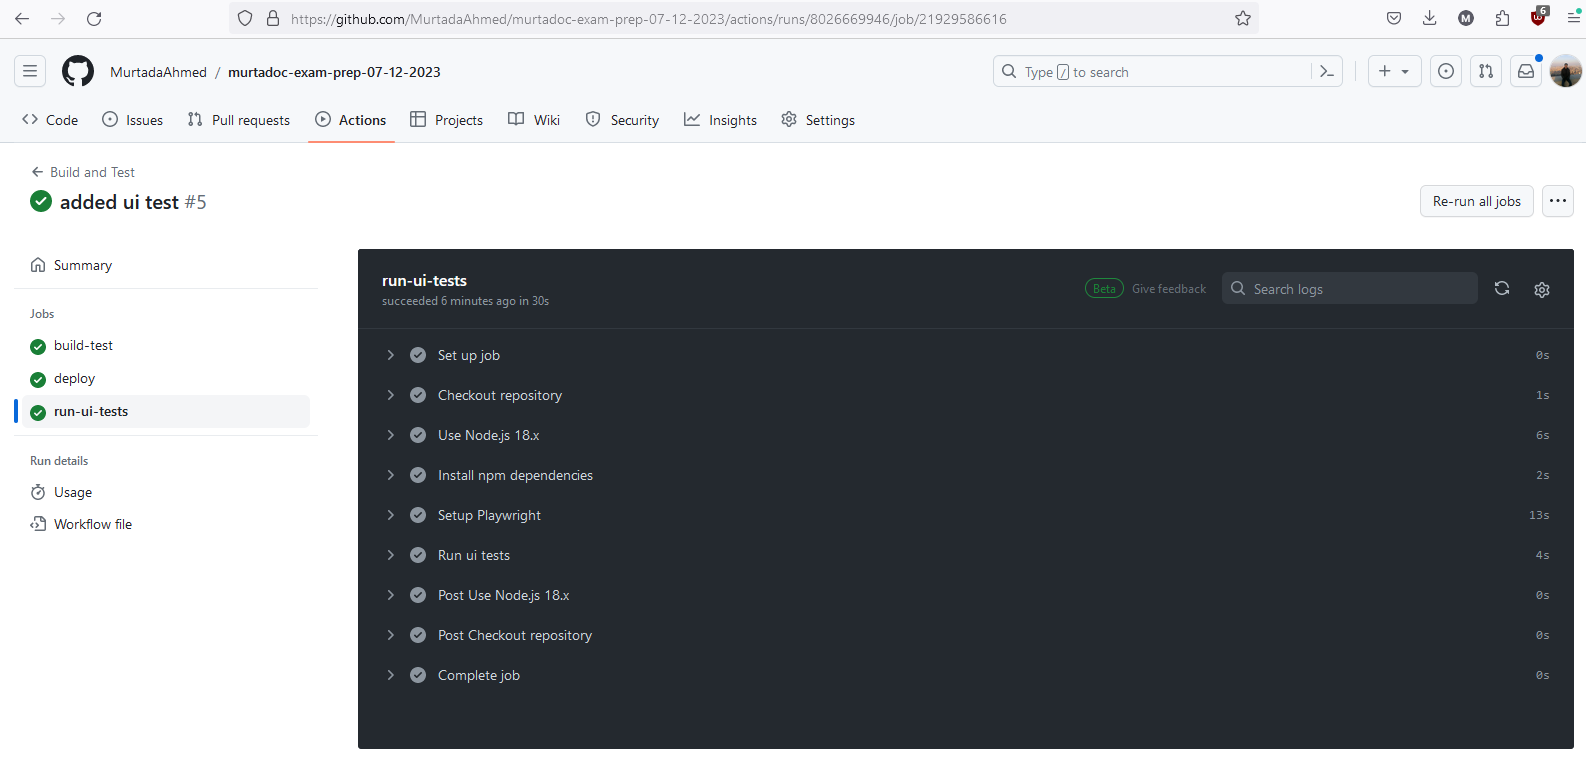 https://github.com/MurtadaAhmed/murtadoc-exam-prep-07-12-2023/actions/runs/8026669946/job/21929586616
M
6
MurtadaAhmed / murtadoc-exam-prep-07-12-2023
Type / to search
Code Issues Pull requests Actions Projects Wiki Security Insights Settings
Build and Test
added ui test #5
Re-run all jobs
Summary
Jobs
build-test
deploy
run-ui-tests
Run details
Usage
Workflow file
run-ui-tests
succeeded 6 minutes ago in 30s
Beta Give feedback
Search logs
Set up job 0s
Checkout repository 1s
Use Node.js 18.x 6s
Install npm dependencies 2s
Setup Playwright 13s
Run ui tests 4s
Post Use Node.js 18.x 0s
Post Checkout repository 0s
Complete job 0s